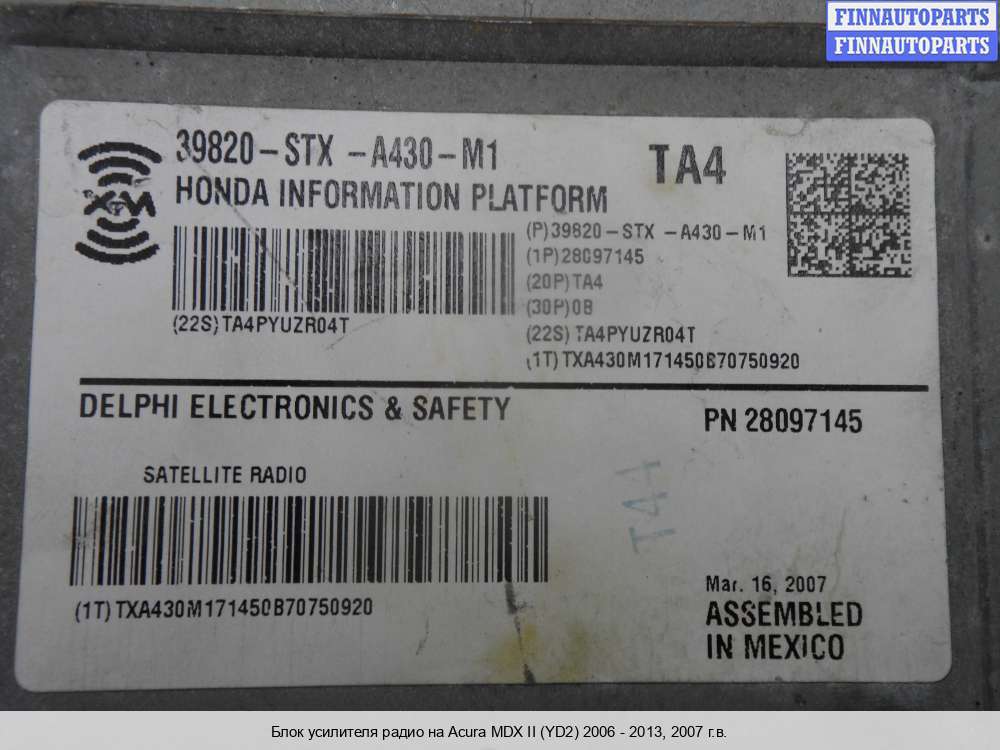 FINNAUTOPARTS
FINNAUTOPARTS
39820-STX -A430-M1
TA4
HONDA INFORMATION PLATFORM
XM
(P)39820-STX -A430-M1
(1P)28097145
(20P)TA4
(30P)0B
(22S)TA4PYUZR04T
(22S)TA4PYUZR04T
(1T)TXA430M171450B70750920
DELPHI ELECTRONICS & SAFETY
PN 28097145
SATELLITE RADIO
T44
(1T)TXA430M171450B70750920
Mar. 16, 2007
ASSEMBLED
IN MEXICO
Блок усилителя радио на Acura MDX II (YD2) 2006 - 2013, 2007 г.в.